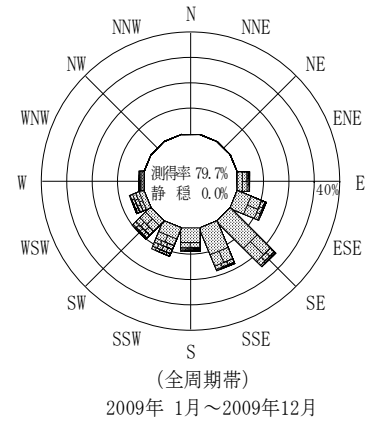 N
NNW NNE
NW NE
WNW ENE
測得率 79.7%
静 穏 0.0%
W 40% E
WSW ESE
SW SE
SSW SSE
S
(全周期帯)
2009年 1月～2009年12月